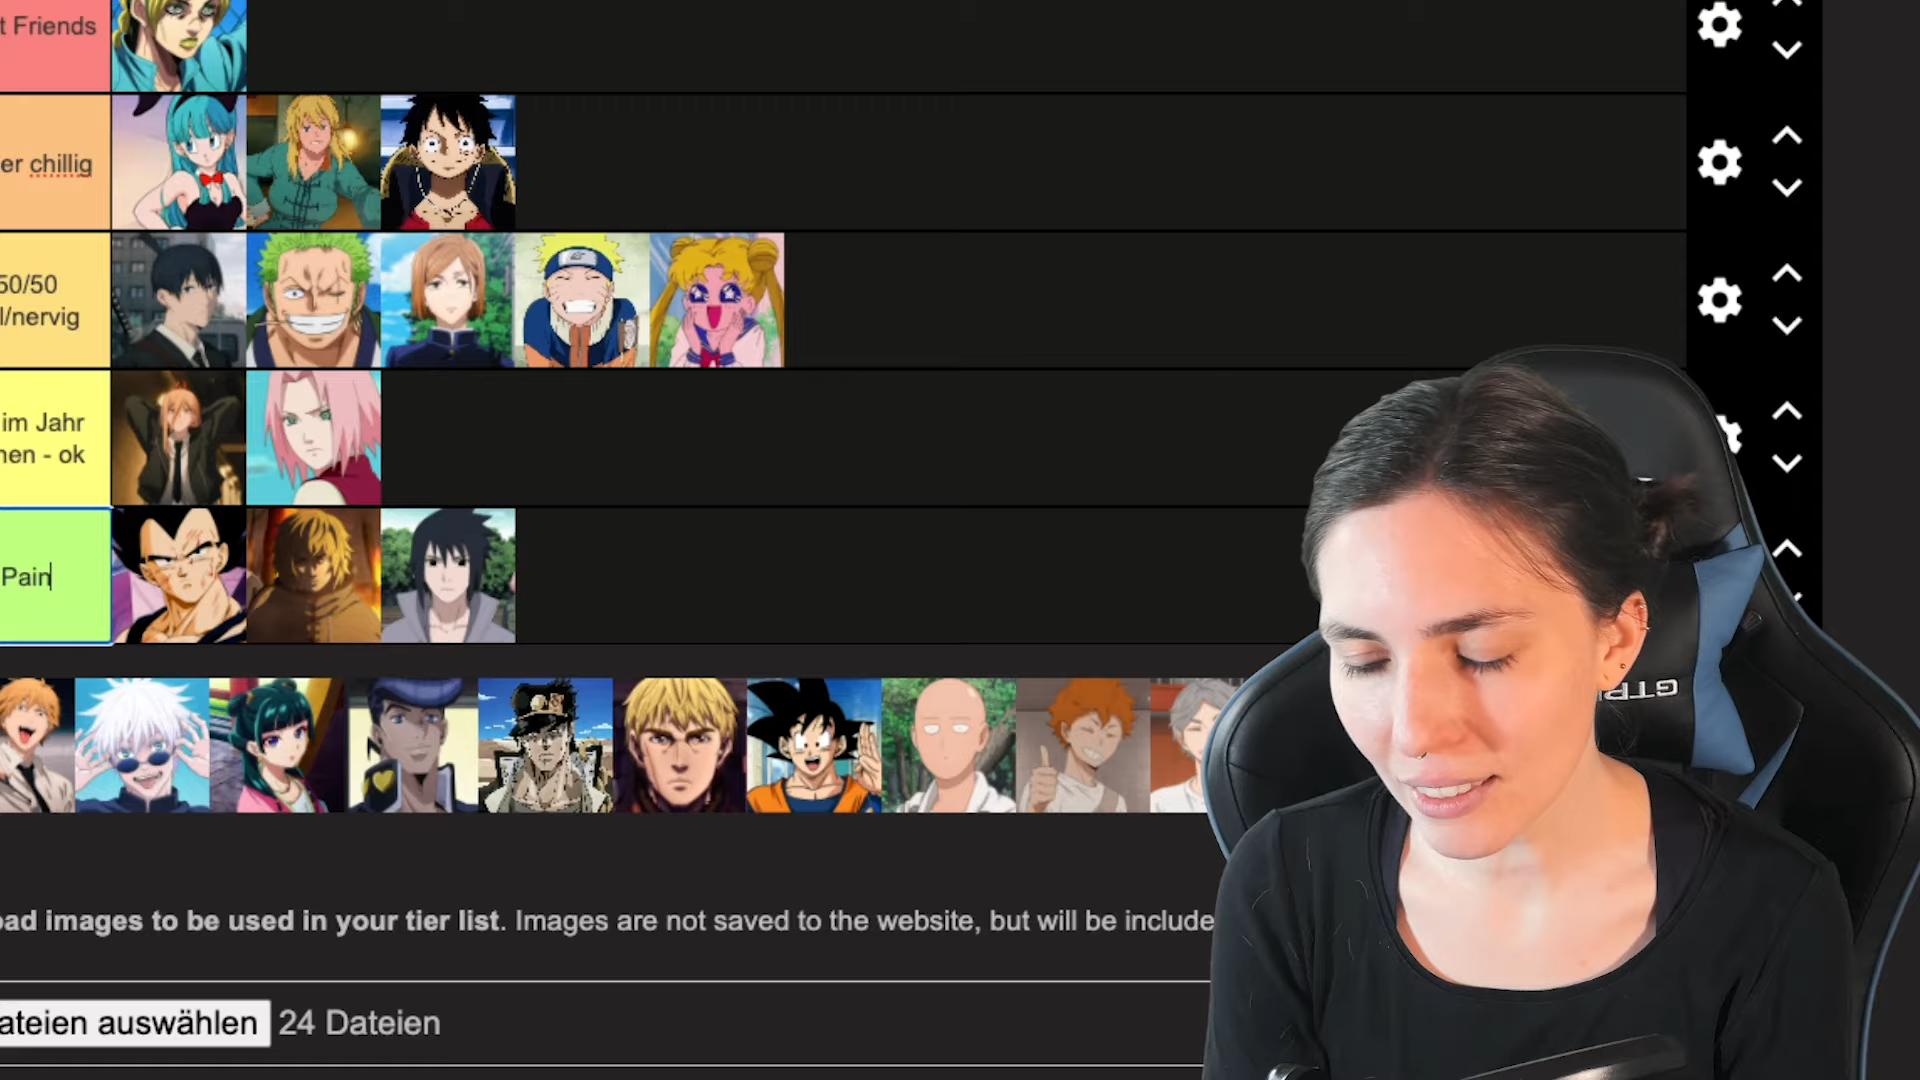 t Friends
er chillig
50/50
l/nervig
im Jahr
nen - ok
Pain
oad images to be used in your tier list. Images are not saved to the website, but will be include
ateien auswählen 24 Dateien